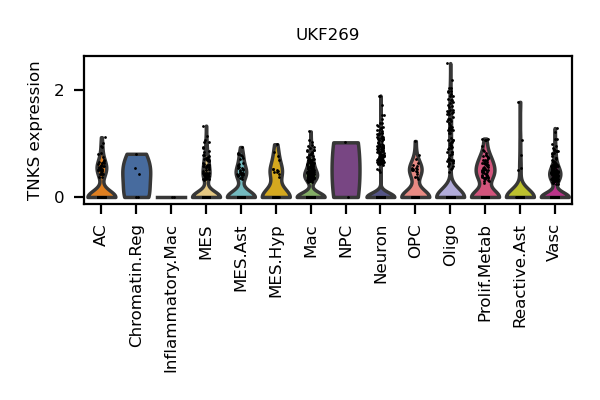 UKF269
TNKS expression
2
0
AC
Chromatin.Reg
Inflammatory.Mac
MES
MES.Ast
MES.Hyp
Mac
NPC
Neuron
OPC
Oligo
Prolif.Metab
Reactive.Ast
Vasc